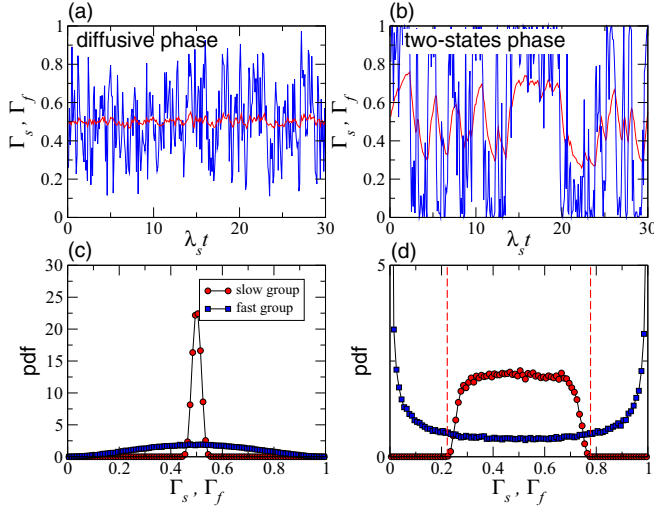 (a)
diffusive phase
Γs , Γf
1
0.8
0.6
0.4
0.2
0
0 10 20 30
λs t
(b)
two-states phase
Γs , Γf
1
0.8
0.6
0.4
0.2
0
0 10 20 30
λs t
(c)
slow group
fast group
pdf
30
25
20
15
10
5
0
0 0.2 0.4 0.6 0.8 1
Γs , Γf
(d)
pdf
5
0
0 0.2 0.4 0.6 0.8 1
Γs , Γf